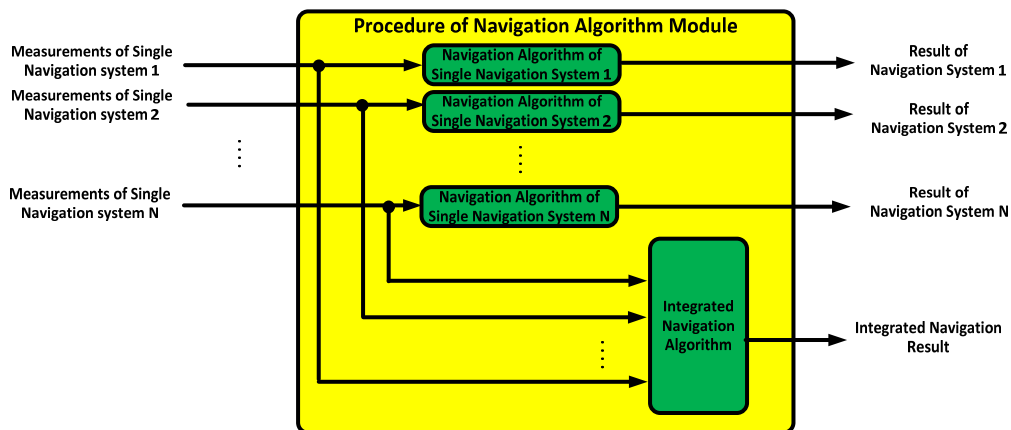 Procedure of Navigation Algorithm Module
Measurements of Single
Navigation system 1
Navigation Algorithm of
Single Navigation System 1
Result of
Navigation System 1
Measurements of Single
Navigation system 2
Navigation Algorithm of
Single Navigation System 2
Result of
Navigation System 2
Measurements of Single
Navigation system N
Navigation Algorithm of
Single Navigation System N
Result of
Navigation System N
Integrated
Navigation
Algorithm
Integrated Navigation
Result